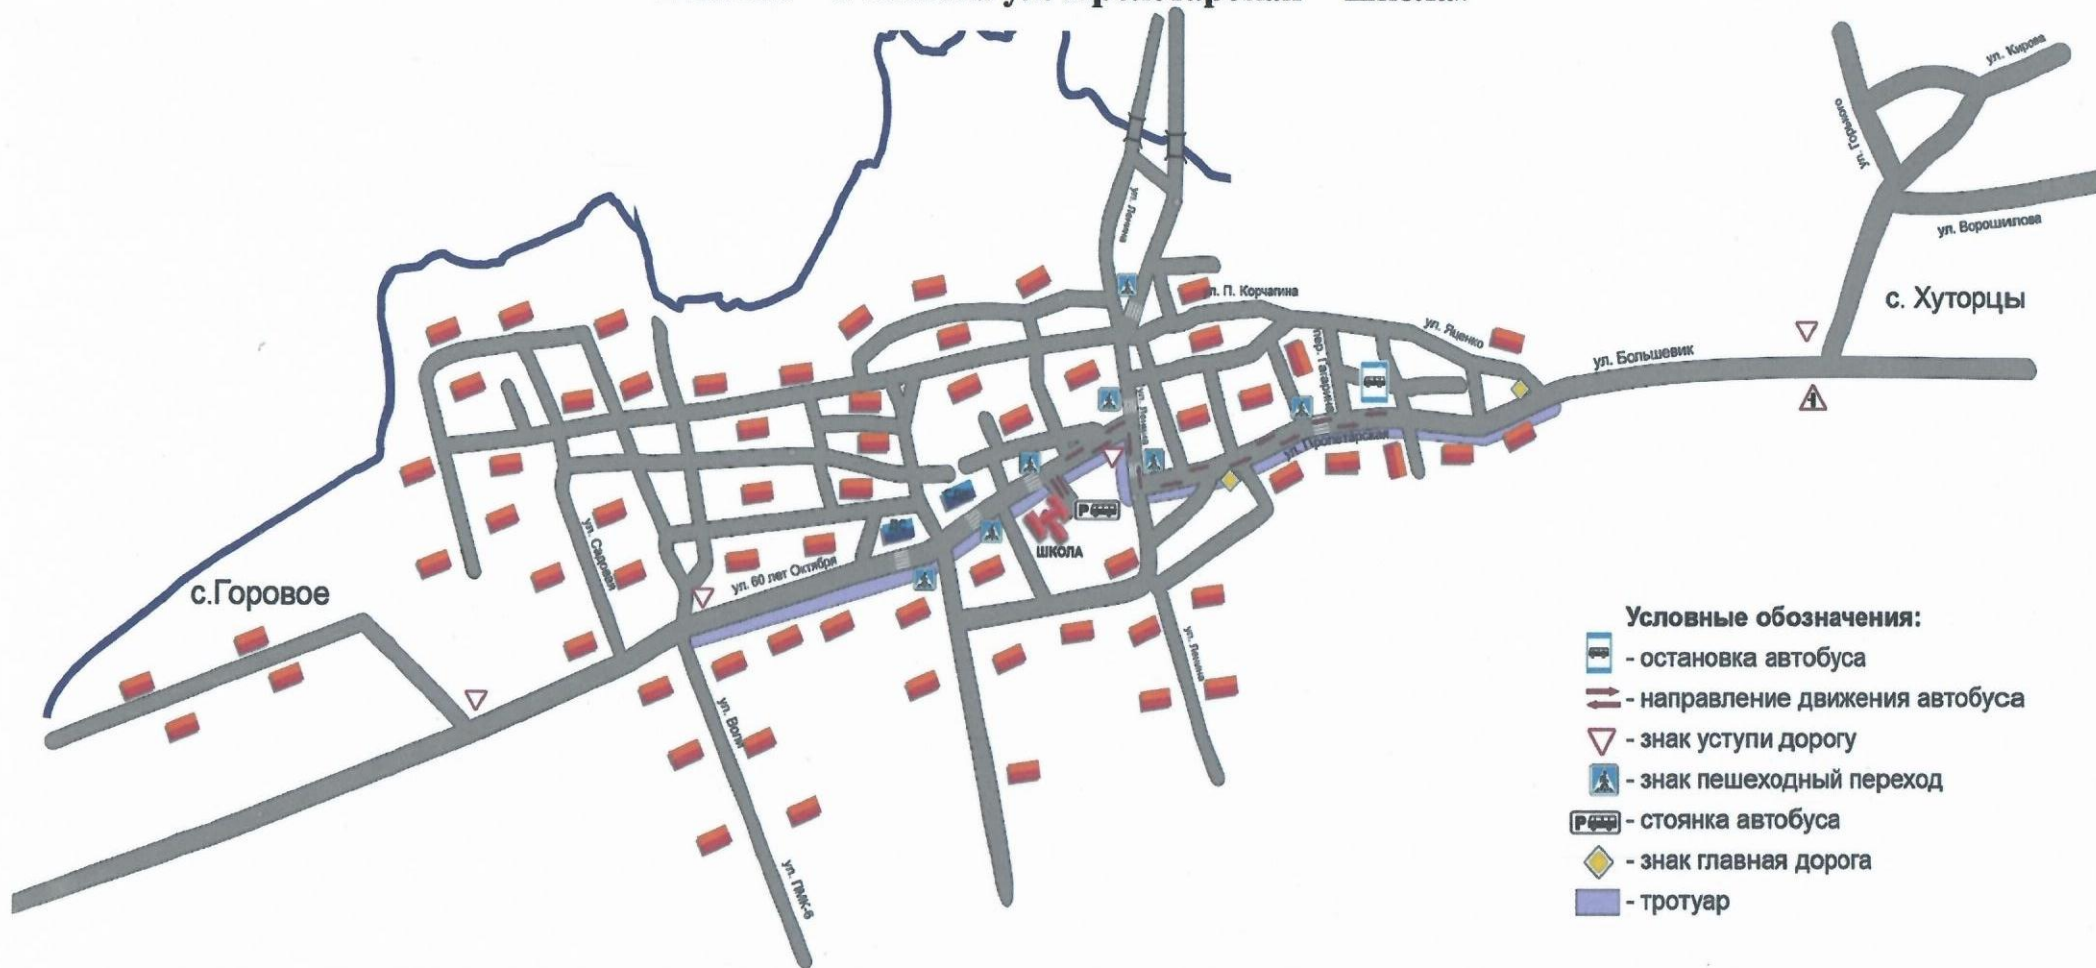 ул. Кирова
ул. Горького
ул. Ворошилова
с. Хуторцы
ул. Ленина
ул. П. Корчагина
ул. Яценко
ул. Большевик
пер. Гагарина
ул. Ленина
ул. Пролетарская
Р
ШКОЛА
ул. Садовая
ул. 60 лет Октября
с.Горовое
ул. Воли
ул. Ленина
ул. ПМК-6
Условные обозначения:
- остановка автобуса
- направление движения автобуса
- знак уступи дорогу
- знак пешеходный переход
Р - стоянка автобуса
- знак главная дорога
- тротуар